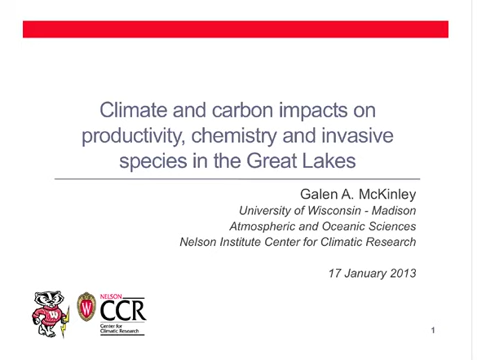 Climate and carbon impacts on
productivity, chemistry and invasive
species in the Great Lakes
Galen A. McKinley
University of Wisconsin - Madison
Atmospheric and Oceanic Sciences
Nelson Institute Center for Climatic Research
17 January 2013
NELSON
CCR
Center for
Climatic Research
W
1